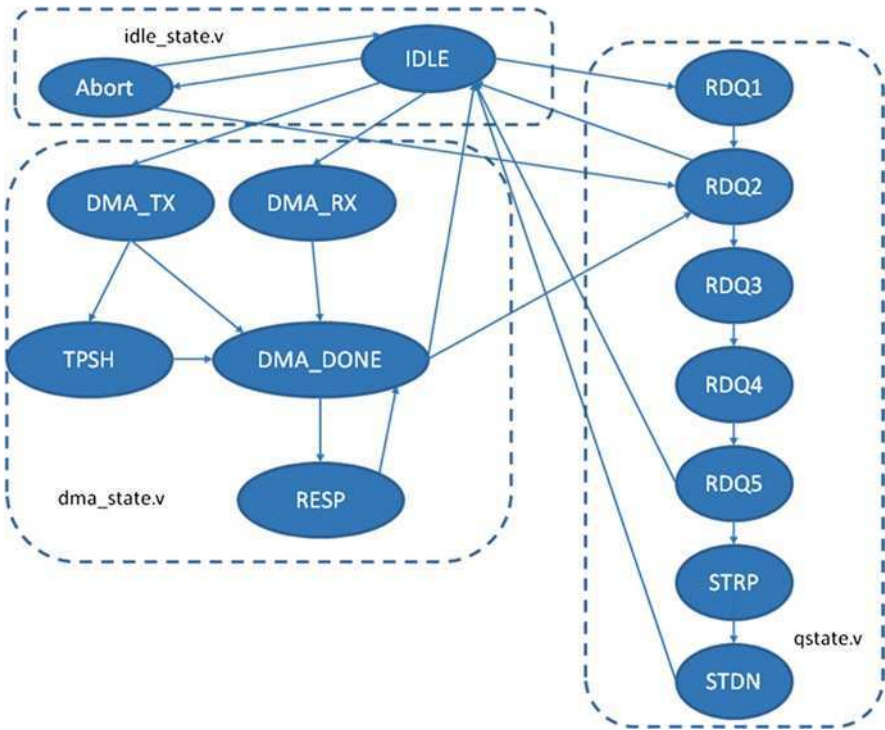 idle_state.v
IDLE
Abort
RDQ1
RDQ2
DMA_TX
DMA_RX
RDQ3
TPSH
DMA_DONE
RDQ4
RDQ5
dma_state.v
RESP
STRP
qstate.v
STDN